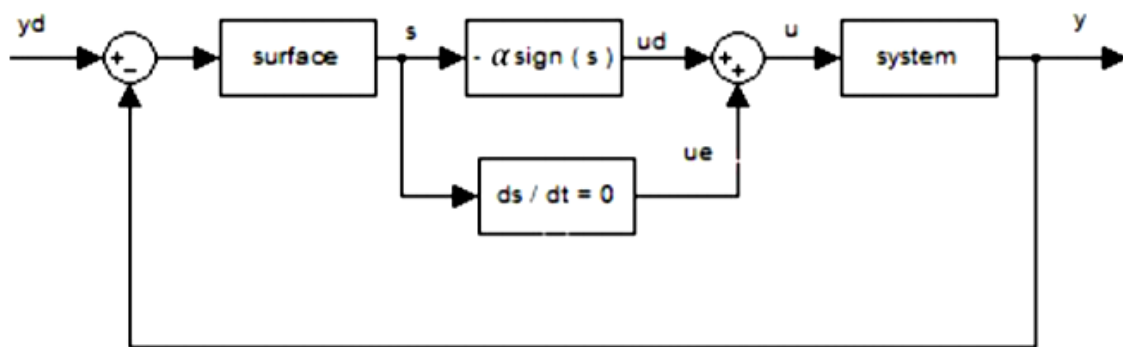 yd
+
−
surface
s
- α sign ( s )
ud
+
+
u
system
y
ue
ds / dt = 0